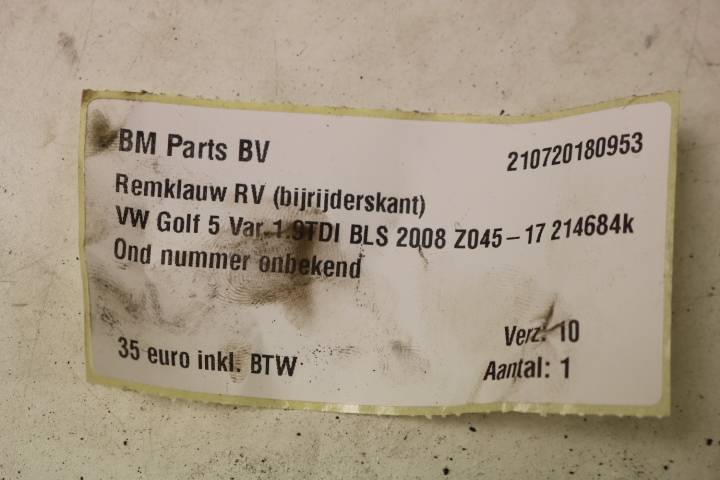 BM Parts BV
210720180953
Remklauw RV (bijrijderskant)
VW Golf 5 Var. 1.9TDI BLS 2008 Z045-17 214684k
Ond nummer onbekend
Verz: 10
35 euro inkl. BTW
Aantal: 1